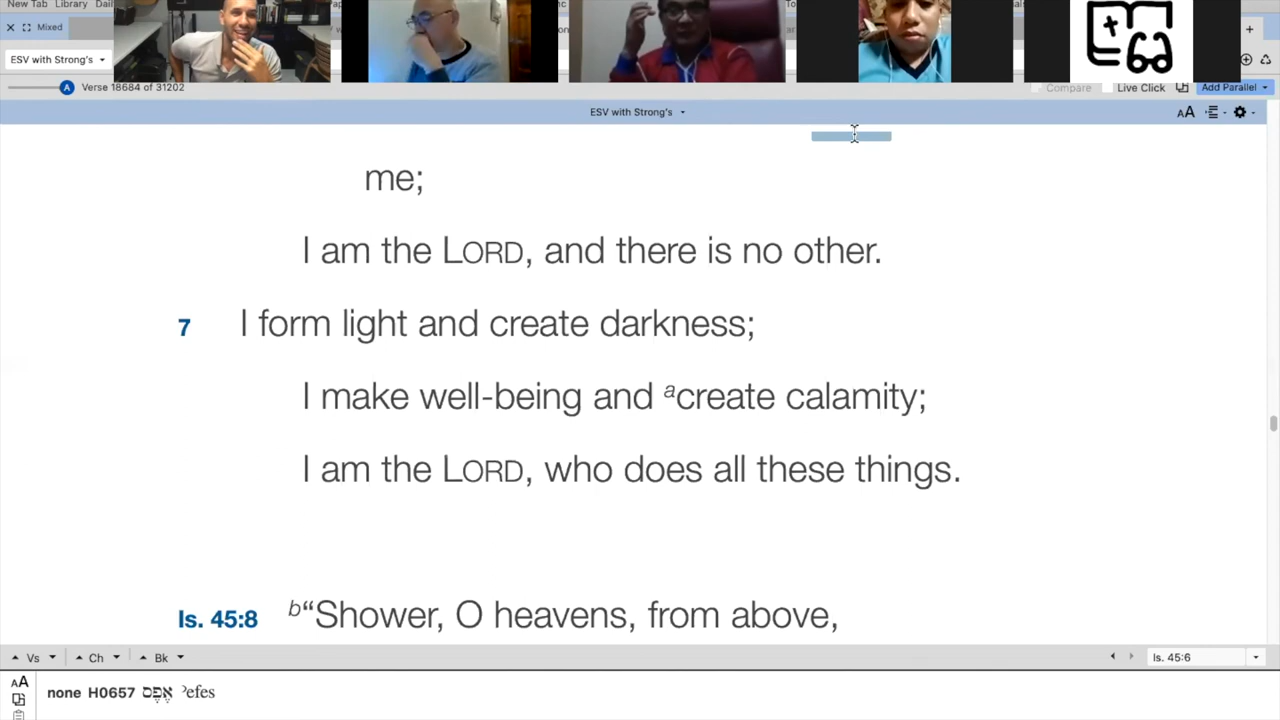 New Tab Library
Mixed
ESV with Strong's
A Verse 18684 of 31202
Compare Live Click Add Parallel
ESV with Strong's
AA
me;
I am the LORD, and there is no other.
7 I form light and create darkness;
I make well-being and acreate calamity;
I am the LORD, who does all these things.
Is. 45:8 b“Shower, O heavens, from above,
Vs Ch Bk Is. 45:6
AA none H0657 אֶפֶס ʾefes